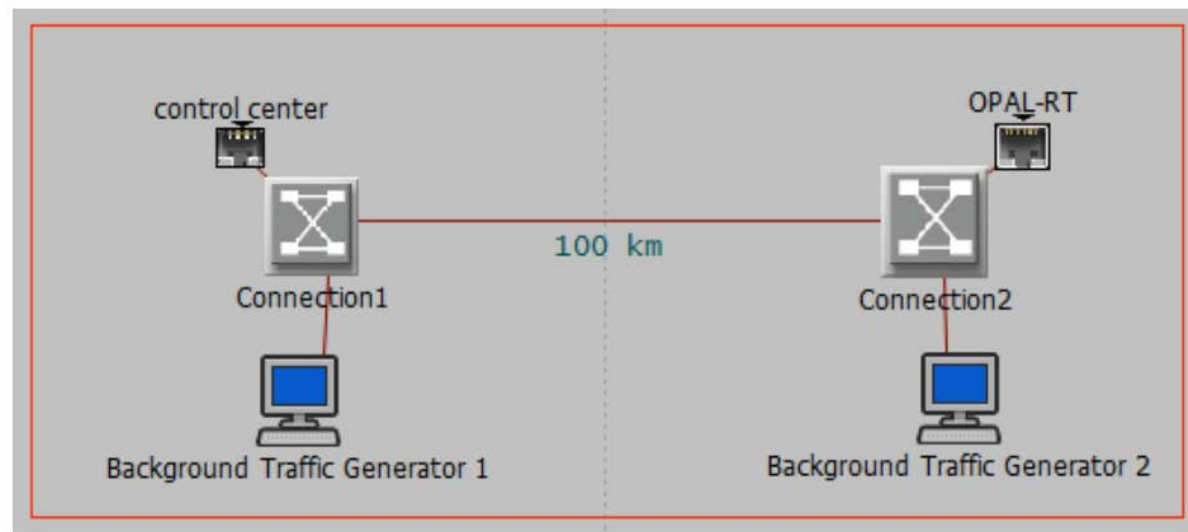 control center
OPAL-RT
100 km
Connection1
Connection2
Background Traffic Generator 1
Background Traffic Generator 2